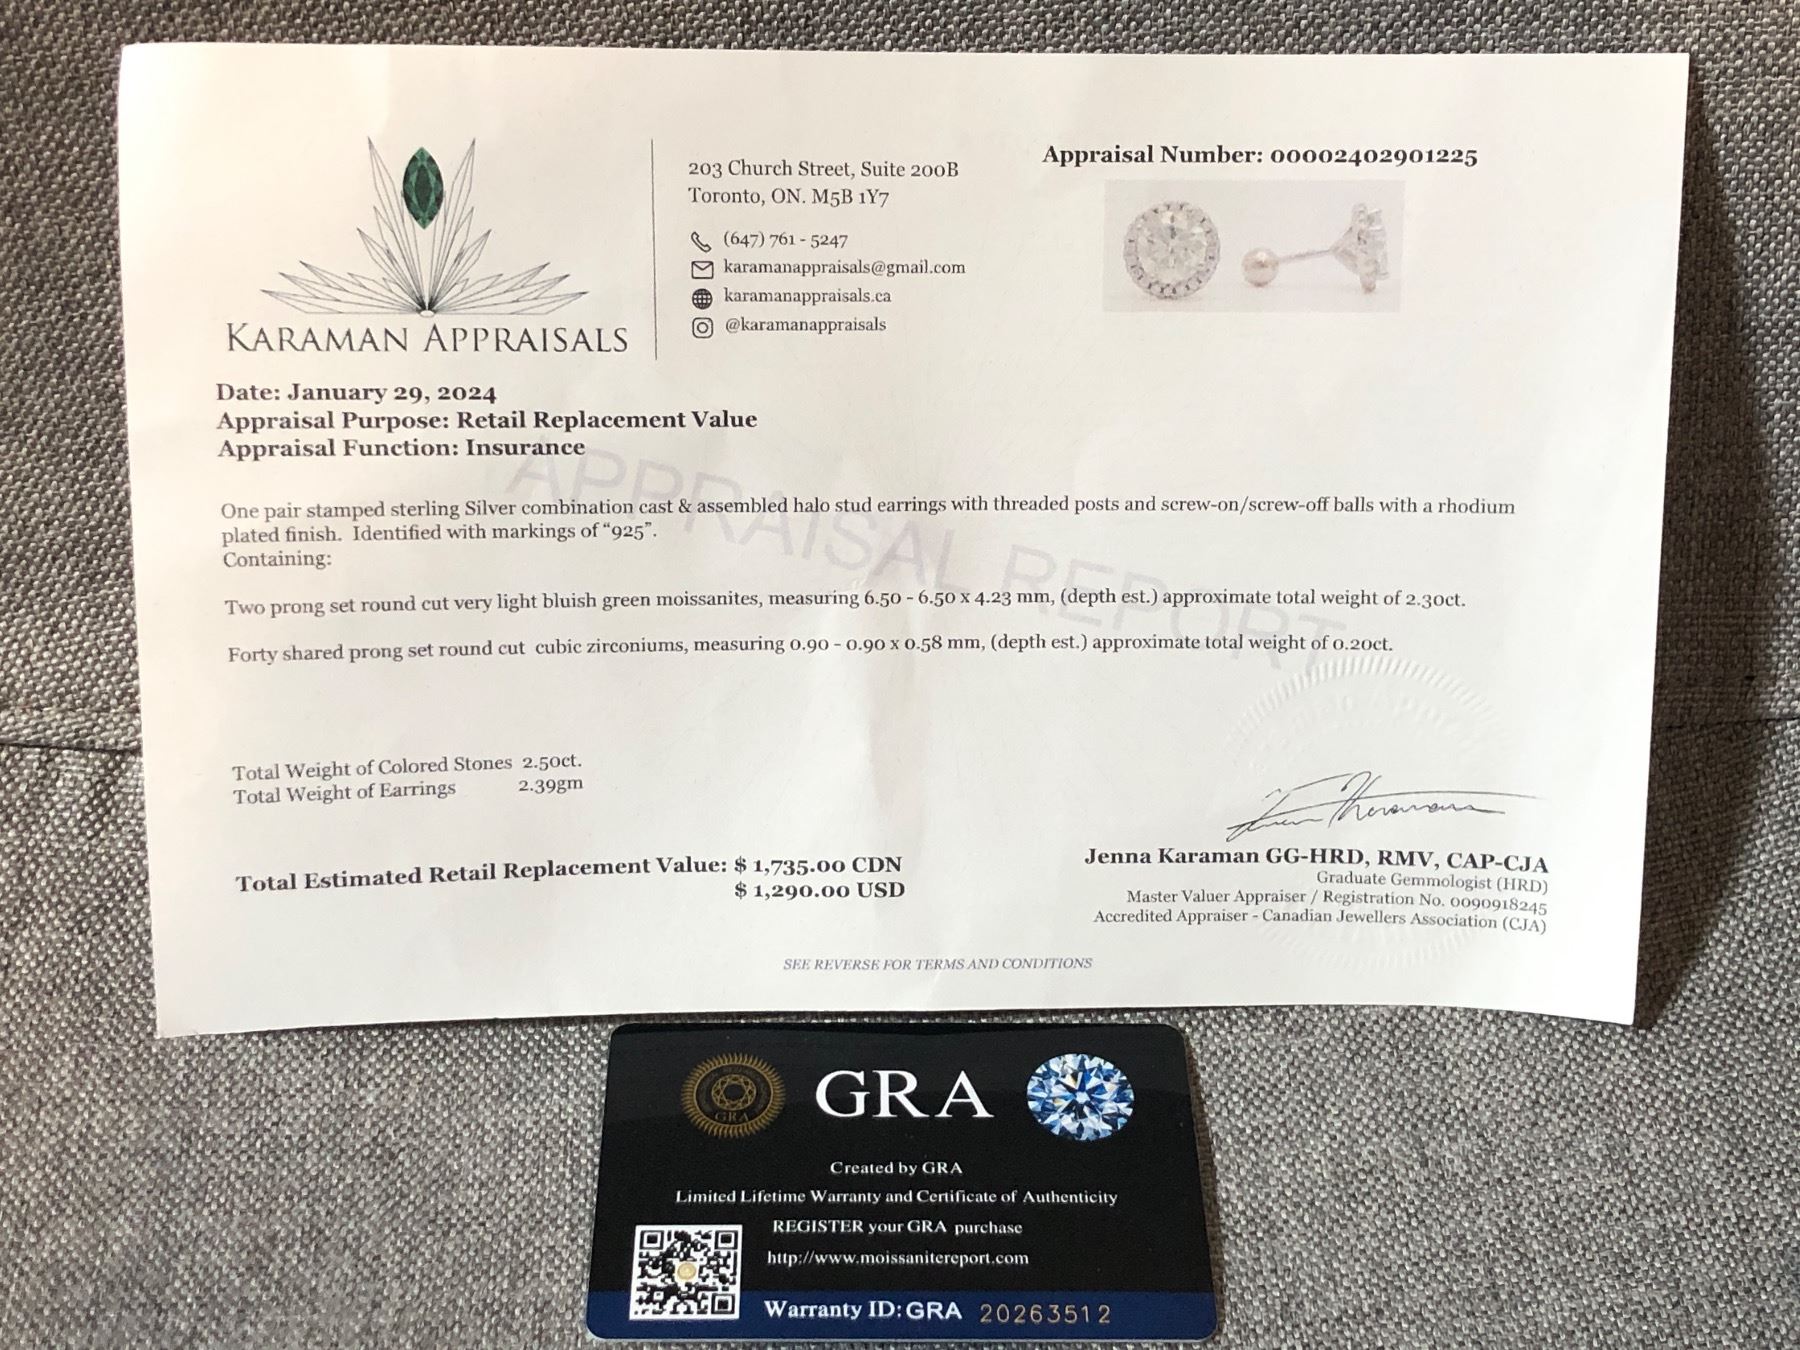 KARAMAN APPRAISALS
203 Church Street, Suite 200B
Toronto, ON. M5B 1Y7
(647) 761 - 5247
karamanappraisals@gmail.com
karamanappraisals.ca
@karamanappraisals
Appraisal Number: 00002402901225
Date: January 29, 2024
Appraisal Purpose: Retail Replacement Value
Appraisal Function: Insurance
APPRAISAL REPORT
One pair stamped sterling Silver combination cast & assembled halo stud earrings with threaded posts and screw-on/screw-off balls with a rhodium
plated finish. Identified with markings of “925”.
Containing:
Two prong set round cut very light bluish green moissanites, measuring 6.50 - 6.50 x 4.23 mm, (depth est.) approximate total weight of 2.30ct.
Forty shared prong set round cut cubic zirconiums, measuring 0.90 - 0.90 x 0.58 mm, (depth est.) approximate total weight of 0.20ct.
Total Weight of Colored Stones 2.50ct.
Total Weight of Earrings 2.39gm
Total Estimated Retail Replacement Value: $ 1,735.00 CDN
$ 1,290.00 USD
Jenna Karaman GG-HRD, RMV, CAP-CJA
Graduate Gemmologist (HRD)
Master Valuer Appraiser / Registration No. 0090918245
Accredited Appraiser - Canadian Jewellers Association (CJA)
SEE REVERSE FOR TERMS AND CONDITIONS
GRA
GRA
Created by GRA
Limited Lifetime Warranty and Certificate of Authenticity
REGISTER your GRA purchase
http://www.moissanitereport.com
Warranty ID: GRA 20263512